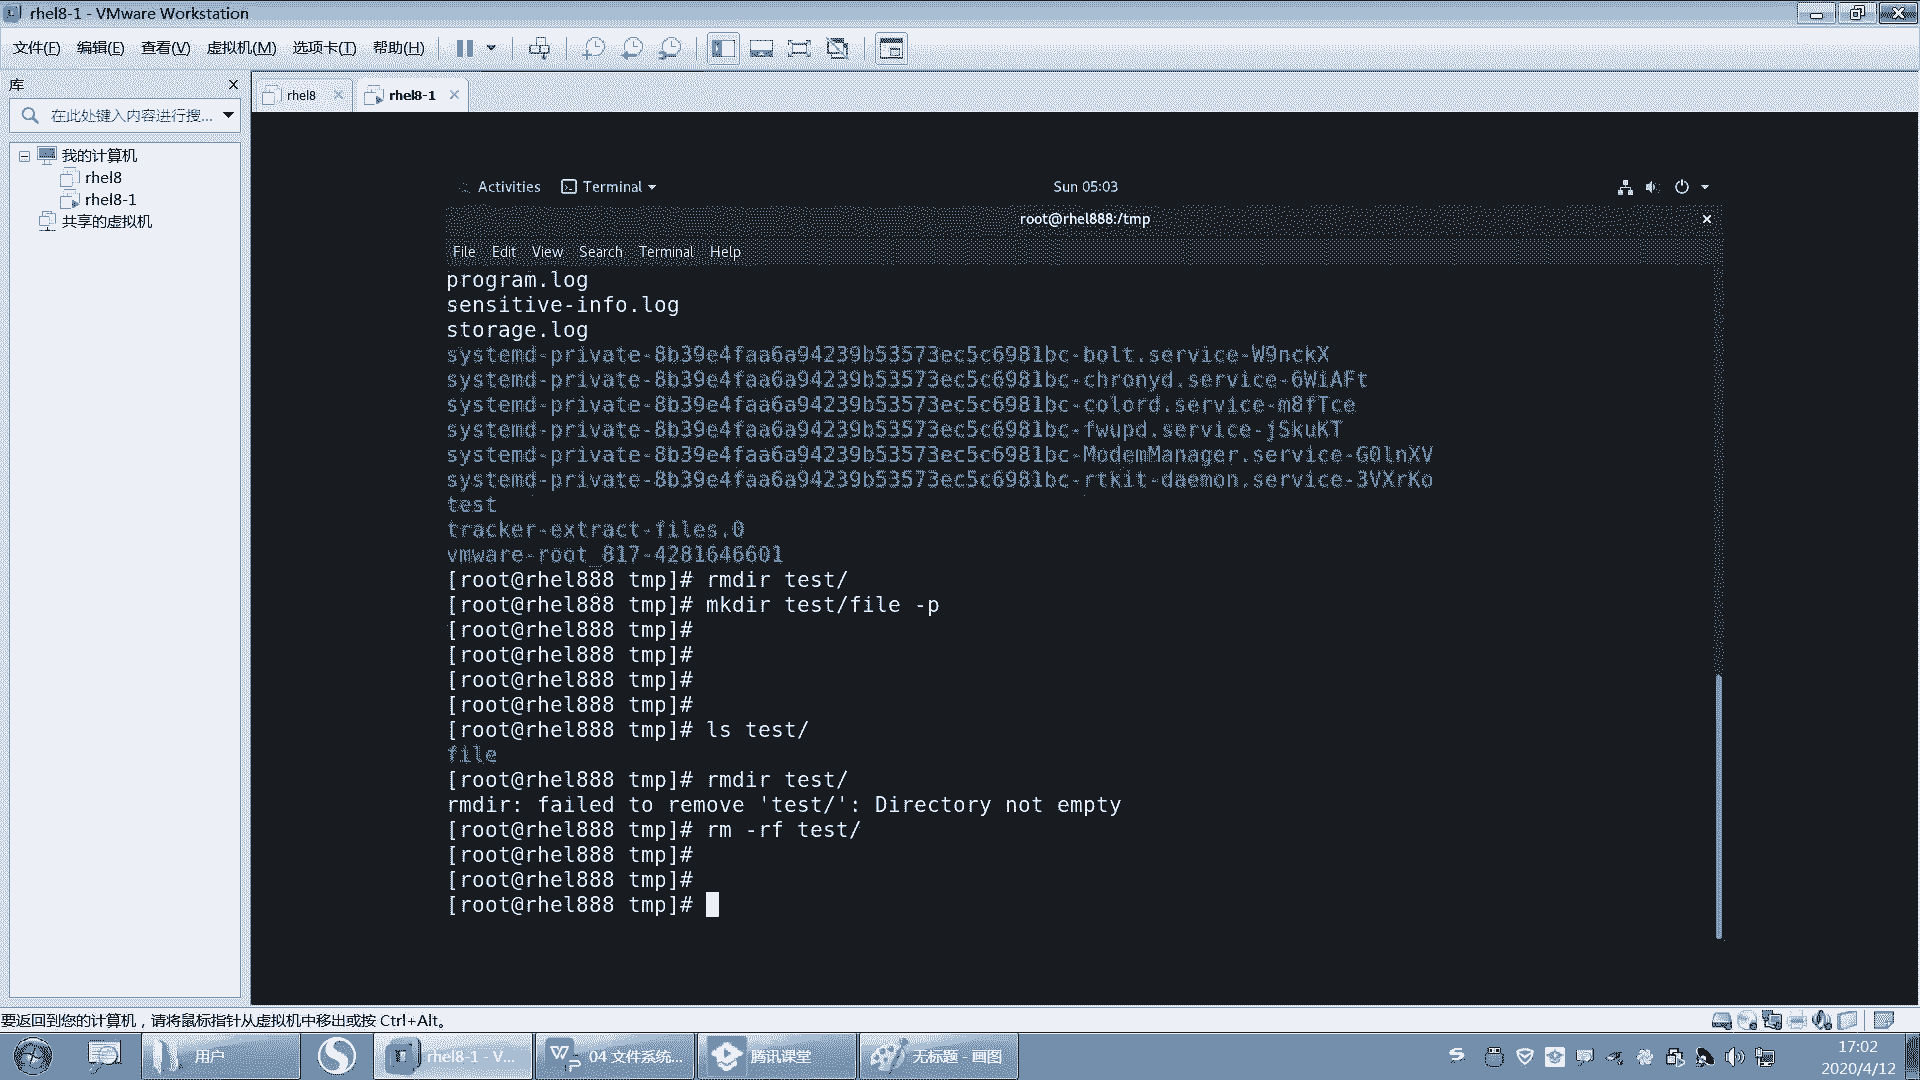 rhel8-1 - VMware Workstation
文件(F) 编辑(E) 查看(V) 虚拟机(M) 选项卡(T) 帮助(H)
库
在此处键入内容进行搜...
我的计算机
rhel8
rhel8-1
共享的虚拟机
rhel8 rhel8-1
Activities Terminal Sun 05:03
root@rhel888:/tmp
File Edit View Search Terminal Help
program.log
sensitive-info.log
storage.log
systemd-private-8b39e4faa6a94239b53573ec5c6981bc-bolt.service-W9nckX
systemd-private-8b39e4faa6a94239b53573ec5c6981bc-chronyd.service-6WiAFt
systemd-private-8b39e4faa6a94239b53573ec5c6981bc-colord.service-m8fTce
systemd-private-8b39e4faa6a94239b53573ec5c6981bc-fwupd.service-jSkuKT
systemd-private-8b39e4faa6a94239b53573ec5c6981bc-ModemManager.service-G0lnXV
systemd-private-8b39e4faa6a94239b53573ec5c6981bc-rtkit-daemon.service-3VXrKo
test
tracker-extract-files.0
vmware-root_817-4281646601
[root@rhel888 tmp]# rmdir test/
[root@rhel888 tmp]# mkdir test/file -p
[root@rhel888 tmp]#
[root@rhel888 tmp]#
[root@rhel888 tmp]#
[root@rhel888 tmp]#
[root@rhel888 tmp]# ls test/
file
[root@rhel888 tmp]# rmdir test/
rmdir: failed to remove 'test/': Directory not empty
[root@rhel888 tmp]# rm -rf test/
[root@rhel888 tmp]#
[root@rhel888 tmp]#
[root@rhel888 tmp]#
要返回到您的计算机，请将鼠标指针从虚拟机中移出或按 Ctrl+Alt。
用户 rhel8-1 - V... 04 文件系统... 腾讯课堂 无标题 - 画图
17:02
2020/4/12